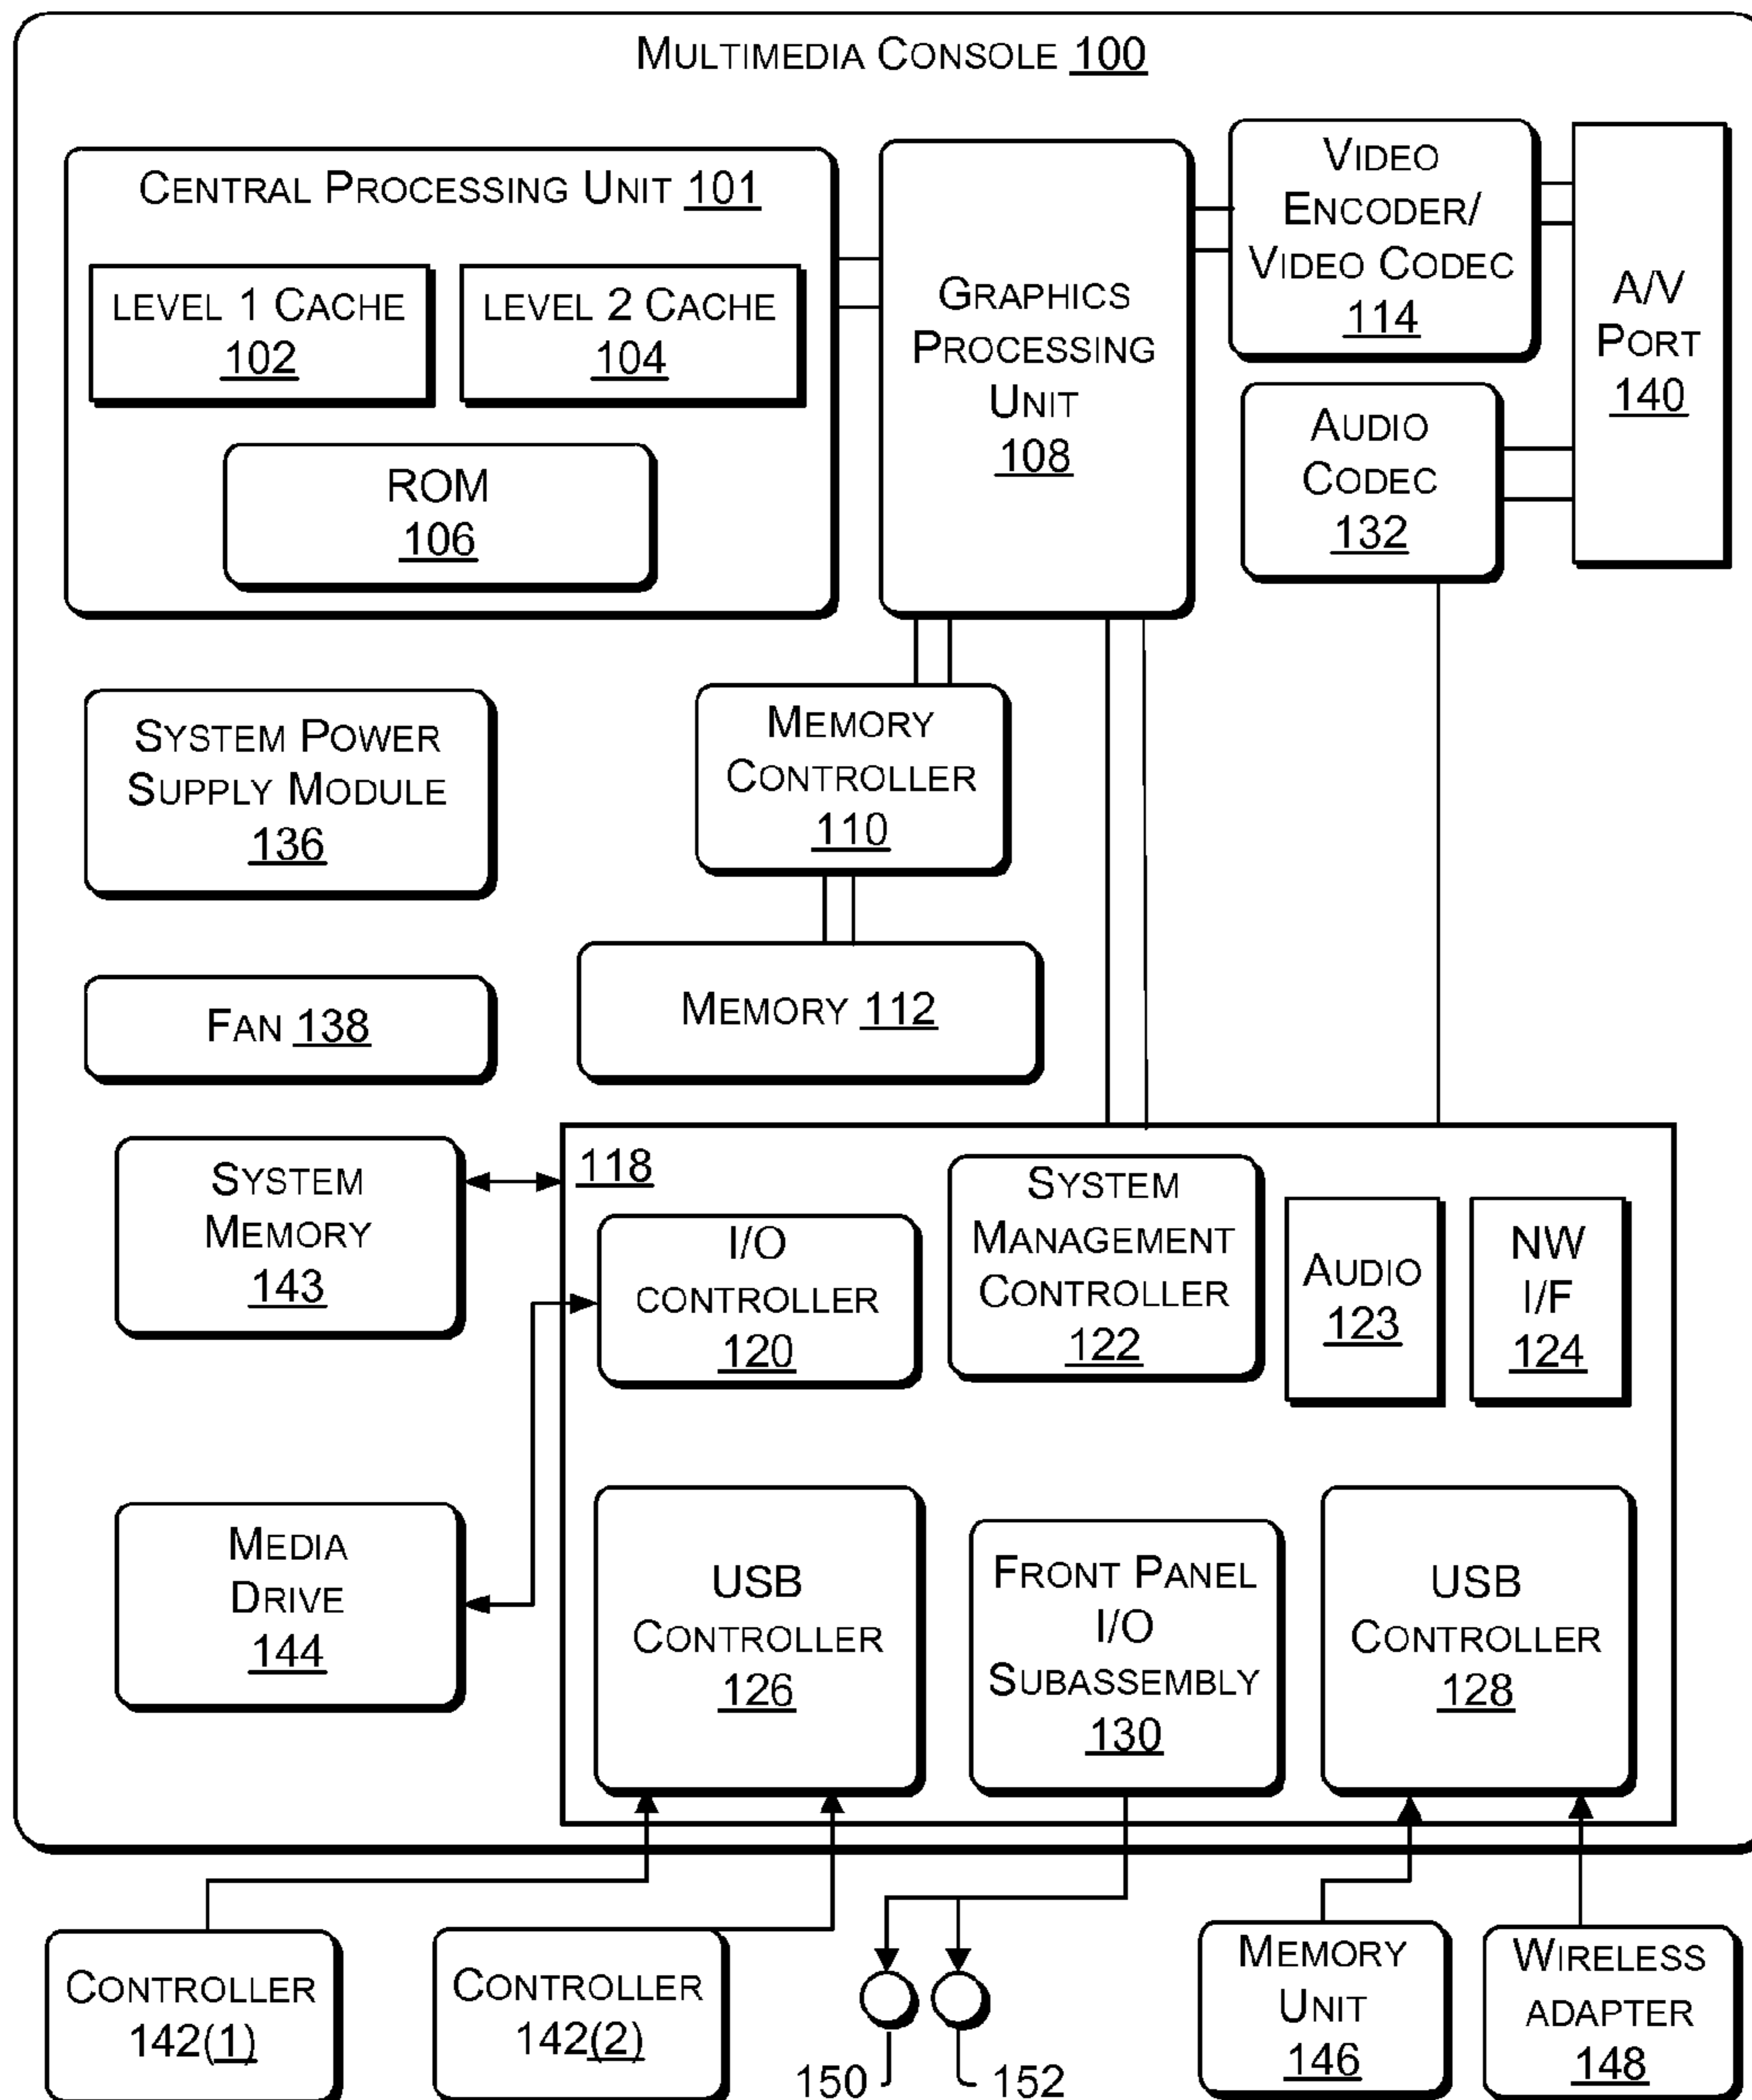 MULTIMEDIA CONSOLE 100
CENTRAL PROCESSING UNIT 101
LEVEL 1 CACHE
102
LEVEL 2 CACHE
104
ROM
106
GRAPHICS
PROCESSING
UNIT
108
VIDEO
ENCODER/
VIDEO CODEC
114
A/V
PORT
140
AUDIO
CODEC
132
SYSTEM POWER
SUPPLY MODULE
136
MEMORY
CONTROLLER
110
FAN 138
MEMORY 112
SYSTEM
MEMORY
143
118
I/O
CONTROLLER
120
SYSTEM
MANAGEMENT
CONTROLLER
122
AUDIO
123
NW
I/F
124
MEDIA
DRIVE
144
USB
CONTROLLER
126
FRONT PANEL
I/O
SUBASSEMBLY
130
USB
CONTROLLER
128
CONTROLLER
142(1)
CONTROLLER
142(2)
150
152
MEMORY
UNIT
146
WIRELESS
ADAPTER
148